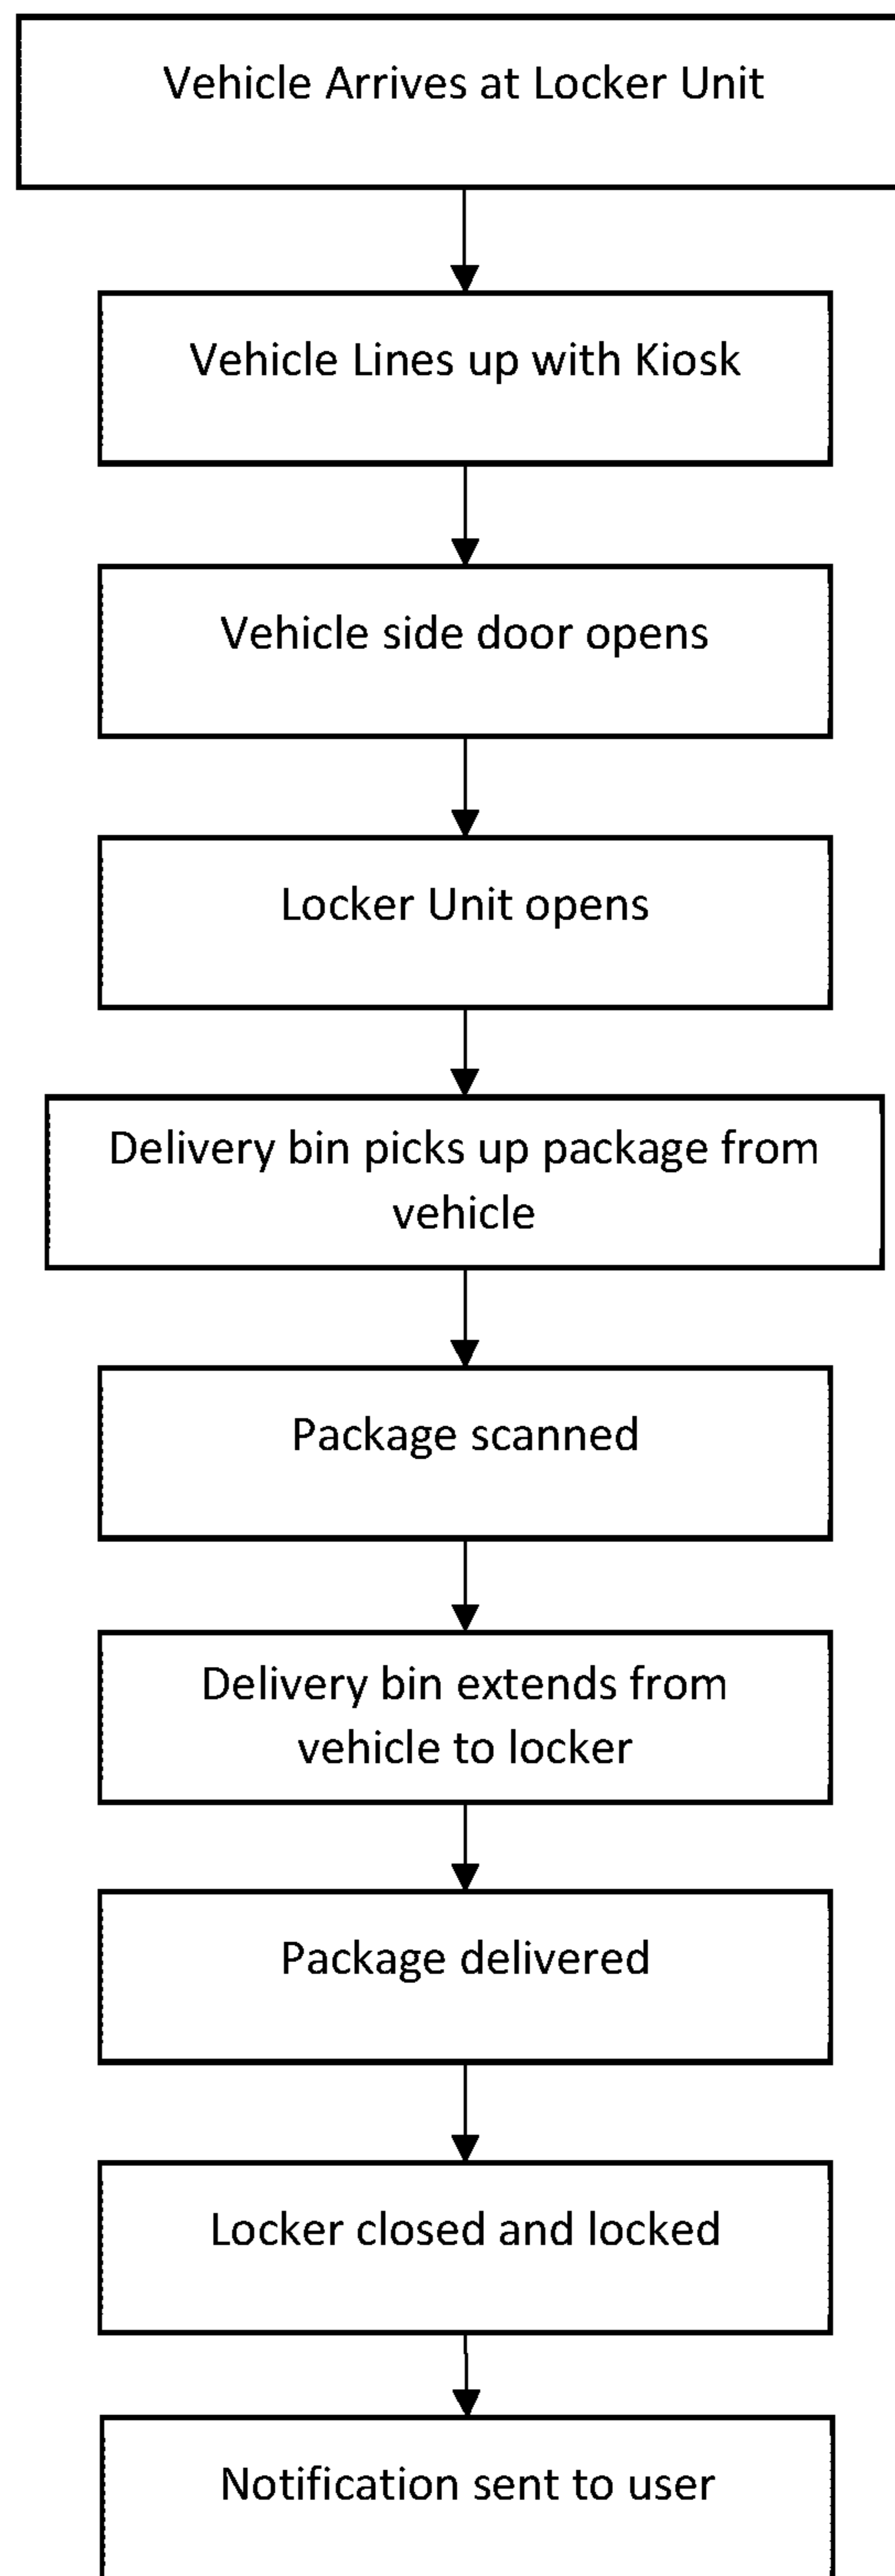 Vehicle Arrives at Locker Unit
Vehicle Lines up with Kiosk
Vehicle side door opens
Locker Unit opens
Delivery bin picks up package from
vehicle
Package scanned
Delivery bin extends from
vehicle to locker
Package delivered
Locker closed and locked
Notification sent to user